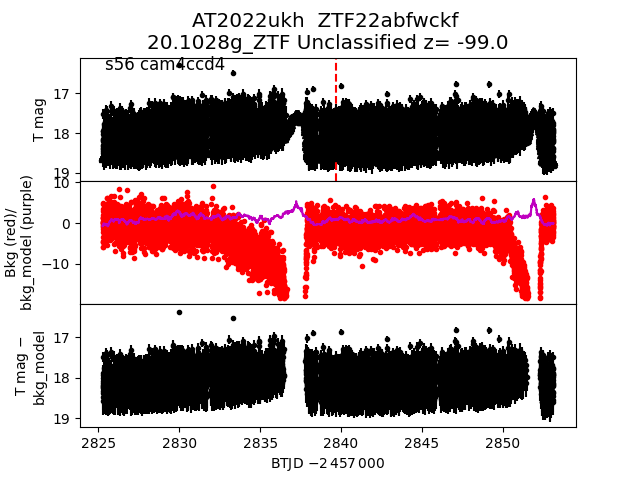 AT2022ukh  ZTF22abfwckf
20.1028g_ZTF Unclassified z= -99.0
s56 cam4ccd4
T mag
17
18
19
Bkg (red)/
bkg_model (purple)
10
0
−10
T mag −
bkg_model
17
18
19
2825
2830
2835
2840
2845
2850
BTJD −2 457 000